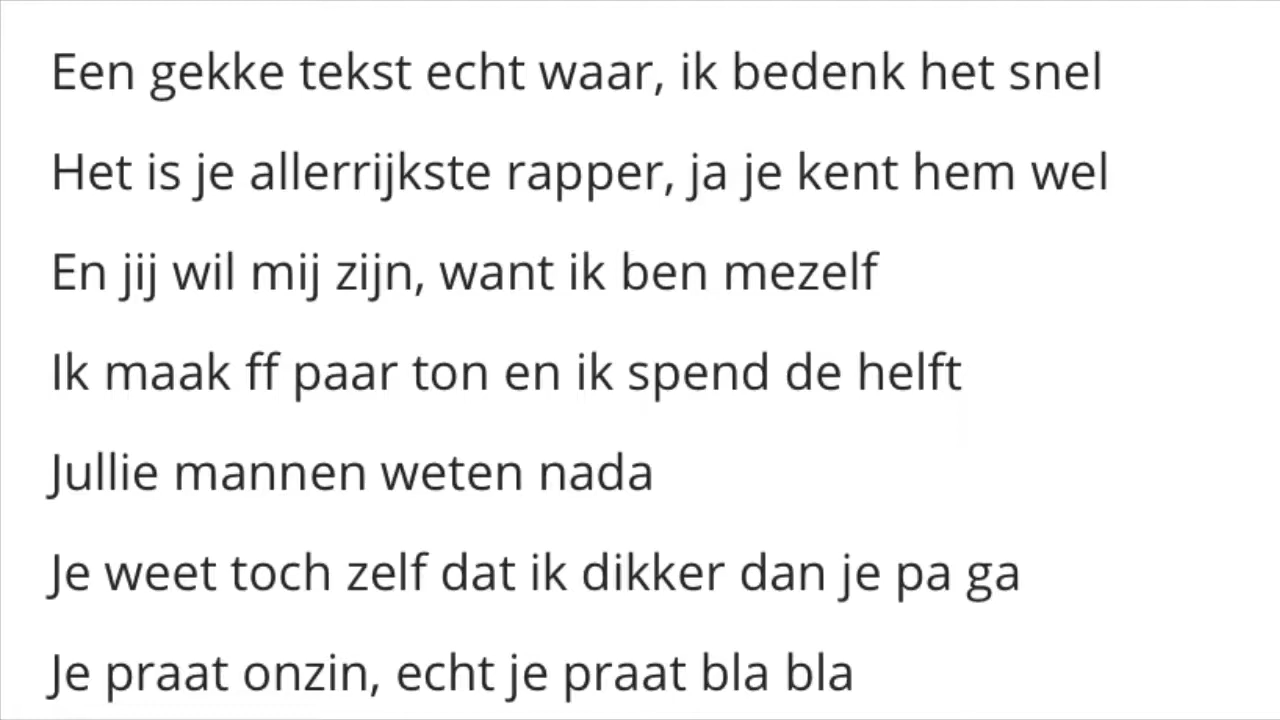 Een gekke tekst echt waar, ik bedenk het snel
Het is je allerrijkste rapper, ja je kent hem wel
En jij wil mij zijn, want ik ben mezelf
Ik maak ff paar ton en ik spend de helft
Jullie mannen weten nada
Je weet toch zelf dat ik dikker dan je pa ga
Je praat onzin, echt je praat bla bla